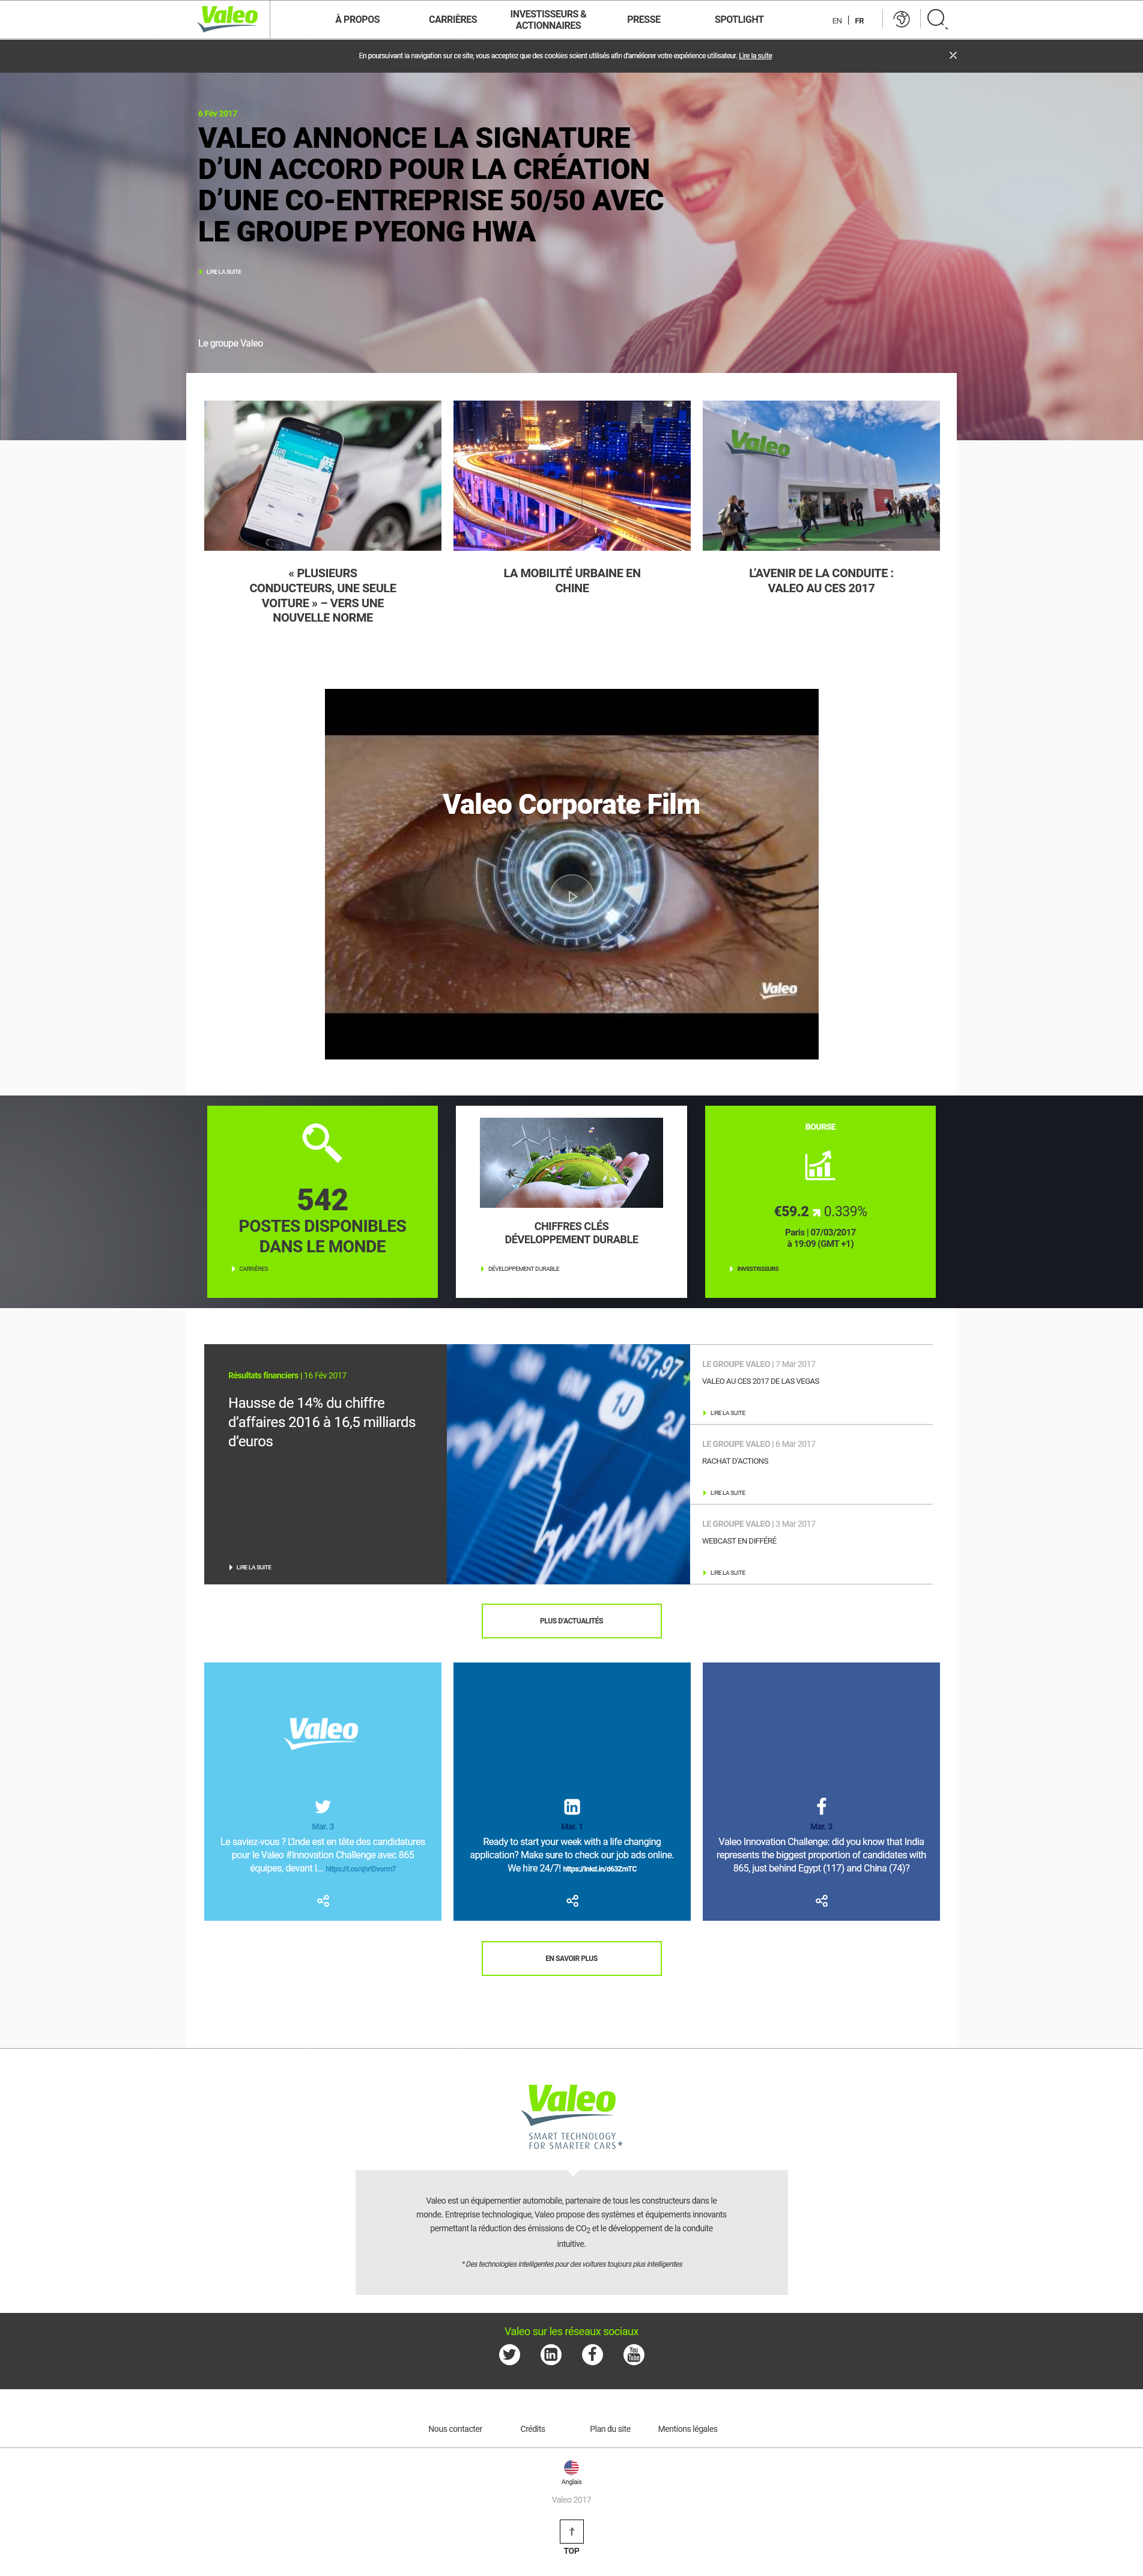 Valeo
À PROPOS
CARRIÈRES
INVESTISSEURS &
ACTIONNAIRES
PRESSE
SPOTLIGHT
EN | FR
En poursuivant la navigation sur ce site, vous acceptez que des cookies soient utilisés afin d'améliorer votre expérience utilisateur. Lire la suite
6 Fév 2017
VALEO ANNONCE LA SIGNATURE
D'UN ACCORD POUR LA CRÉATION
D'UNE CO-ENTREPRISE 50/50 AVEC
LE GROUPE PYEONG HWA
LIRE LA SUITE
Le groupe Valeo
Valeo
« PLUSIEURS
CONDUCTEURS, UNE SEULE
VOITURE » – VERS UNE
NOUVELLE NORME
LA MOBILITÉ URBAINE EN
CHINE
L'AVENIR DE LA CONDUITE :
VALEO AU CES 2017
Valeo Corporate Film
Valeo
542
POSTES DISPONIBLES
DANS LE MONDE
CARRIÈRES
CHIFFRES CLÉS
DÉVELOPPEMENT DURABLE
DÉVELOPPEMENT DURABLE
BOURSE
€59.2 0.339%
Paris | 07/03/2017
à 19:09 (GMT +1)
INVESTISSEURS
Résultats financiers | 16 Fév 2017
Hausse de 14% du chiffre
d'affaires 2016 à 16,5 milliards
d'euros
LIRE LA SUITE
13.157,97
1J
2J
LE GROUPE VALEO | 7 Mar 2017
VALEO AU CES 2017 DE LAS VEGAS
LIRE LA SUITE
LE GROUPE VALEO | 6 Mar 2017
RACHAT D'ACTIONS
LIRE LA SUITE
LE GROUPE VALEO | 3 Mar 2017
WEBCAST EN DIFFÉRÉ
LIRE LA SUITE
PLUS D'ACTUALITÉS
Valeo
Mar. 3
Le saviez-vous ? L'Inde est en tête des candidatures
pour le Valeo #Innovation Challenge avec 865
équipes, devant l...
Mar. 1
Ready to start your week with a life changing
application? Make sure to check our job ads online.
We hire 24/7! https://lnkd.in/d63ZmTC
Mar. 3
Valeo Innovation Challenge: did you know that India
represents the biggest proportion of candidates with
865, just behind Egypt (117) and China (74)?
EN SAVOIR PLUS
Valeo
SMART TECHNOLOGY
FOR SMARTER CARS*
Valeo est un équipementier automobile, partenaire de tous les constructeurs dans le
monde. Entreprise technologique, Valeo propose des systèmes et équipements innovants
permettant la réduction des émissions de CO2 et le développement de la conduite
intuitive.
* Des technologies intelligentes pour des voitures toujours plus intelligentes
Valeo sur les réseaux sociaux
You
Tube
Nous contacter
Crédits
Plan du site
Mentions légales
Anglais
Valeo 2017
TOP